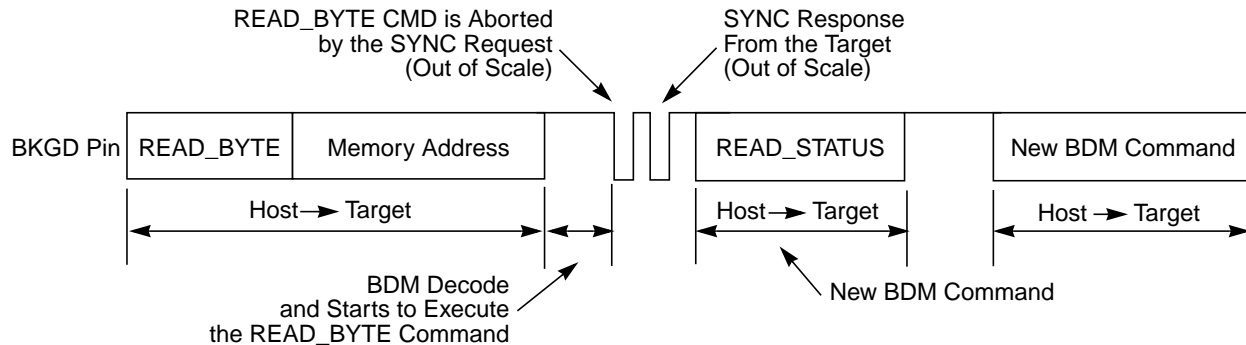 READ_BYTE CMD is Aborted
by the SYNC Request
(Out of Scale)
SYNC Response
From the Target
(Out of Scale)
BKGD Pin
READ_BYTE
Memory Address
READ_STATUS
New BDM Command
Host → Target
Host → Target
Host → Target
BDM Decode
and Starts to Execute
the READ_BYTE Command
New BDM Command